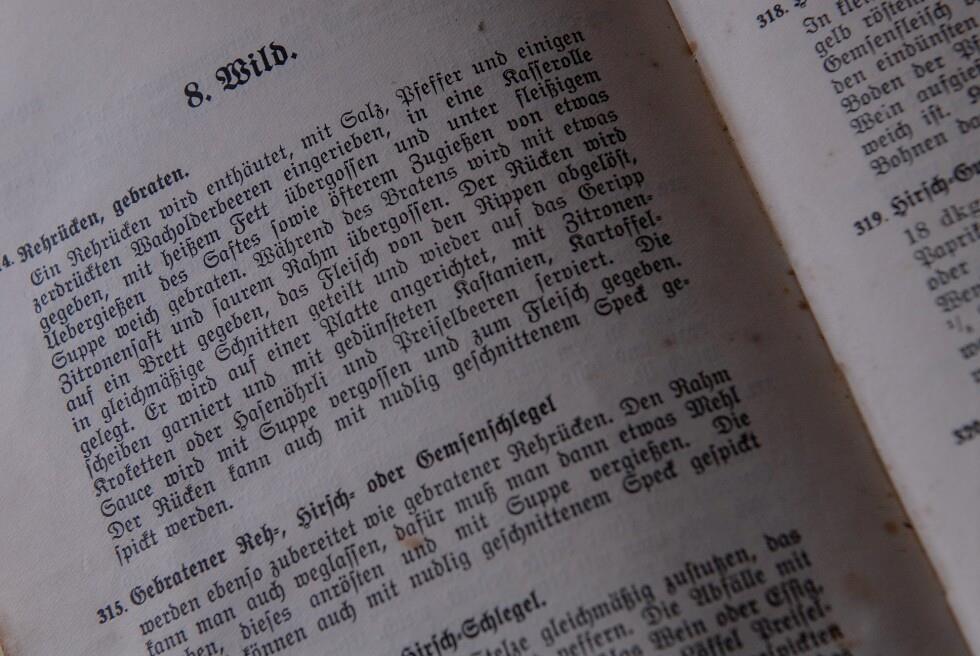 8. Wild.
4. Rehrücken, gebraten.
Ein Rehrücken wird enthäutet, mit Salz, Pfeffer und einigen
zerdrückten Wacholderbeeren eingerieben, in eine Kasserolle
gegeben, mit heißem Fett übergossen und unter fleißigem
Uebergießen des Saftes sowie öfterem Zugießen von etwas
Suppe weich gebraten. Während des Bratens wird mit etwas
Zitronensaft und saurem Rahm übergossen. Der Rücken wird
auf ein Brett gegeben, das Fleisch von den Rippen abgelöst,
in gleichmäßige Schnitten geteilt und wieder auf das Geripp
gelegt. Er wird auf einer Platte angerichtet, mit Zitronen-
scheiben garniert und mit gedünsteten Kastanien, Kartoffel-
Kroketten oder Hasenöhrli und Preiselbeeren serviert. Die
Sauce wird mit Suppe vergossen und zum Fleisch gegeben.
Der Rücken kann auch mit nudlig geschnittenem Speck ge-
spickt werden.
315. Gebratener Reh-, Hirsch- oder Gemsenschlegel
werden ebenso zubereitet wie gebratener Rehrücken. Den Rahm
kann man auch weglassen, dafür muß man dann etwas Mehl
ben, dieses anrösten und mit Suppe vergießen. Die
können auch mit nudlig geschnittenem Speck gespickt
Hirsch-Schlegel.
Stelze gleichmäßig zustutzen, das
pfeffern. Die Abfälle mit
Glas Wein oder Essig,
Preisel-
spickten
318.
In klei
gelb rösten
Gemsenfleisch
den eindünsten
Boden der
Wein aufgie
weich ist.
Bohnen da
319. Hirsch-Gu
18 dkg
Paprik
oder